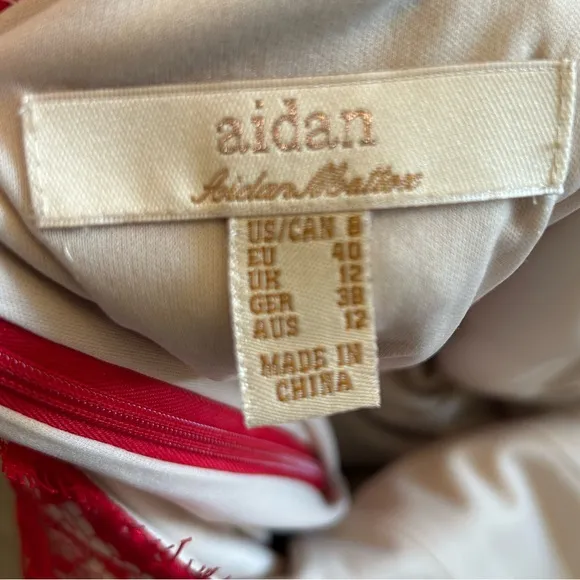 aidan
Aidan Mattox
US/CAN 8
EU 40
UK 12
GER 38
AUS 12
MADE IN
CHINA